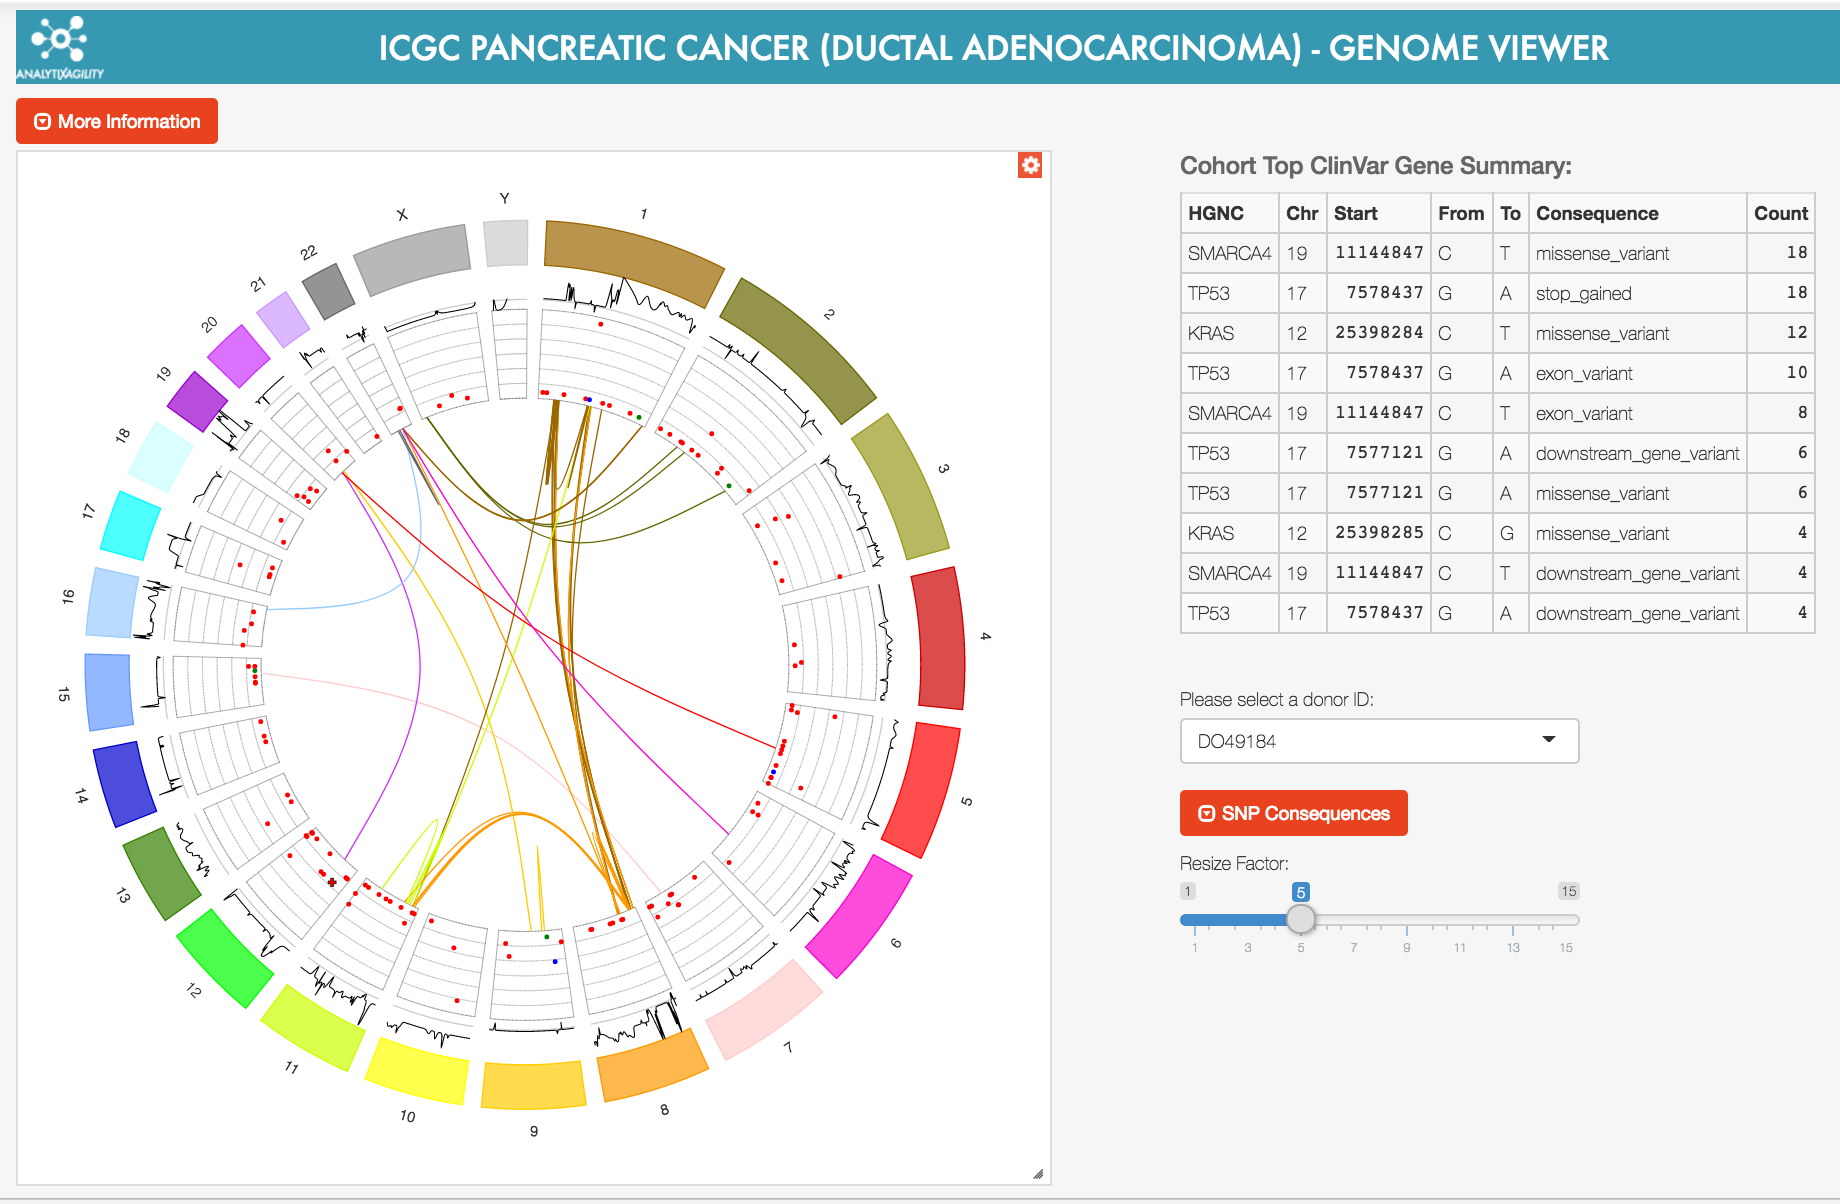 ICGC PANCREATIC CANCER (DUCTAL ADENOCARCINOMA) - GENOME VIEWER
ANALYTIXAGILITY
More Information
Cohort Top ClinVar Gene Summary:
HGNC Chr Start From To Consequence Count
SMARCA4 19 11144847 C T missense_variant 18
TP53 17 7578437 G A stop_gained 18
KRAS 12 25398284 C T missense_variant 12
TP53 17 7578437 G A exon_variant 10
SMARCA4 19 11144847 C T exon_variant 8
TP53 17 7577121 G A downstream_gene_variant 6
TP53 17 7577121 G A missense_variant 6
KRAS 12 25398285 C G missense_variant 4
SMARCA4 19 11144847 C T downstream_gene_variant 4
TP53 17 7578437 G A downstream_gene_variant 4
Please select a donor ID:
DO49184
SNP Consequences
Resize Factor:
1 5 15
1 3 5 7 9 11 13 15
1
2
3
4
5
6
7
8
9
10
11
12
13
14
15
16
17
18
19
20
21
22
X
Y